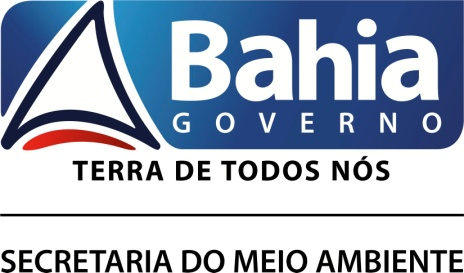 Bahia
GOVERNO
TERRA DE TODOS NÓS
SECRETARIA DO MEIO AMBIENTE